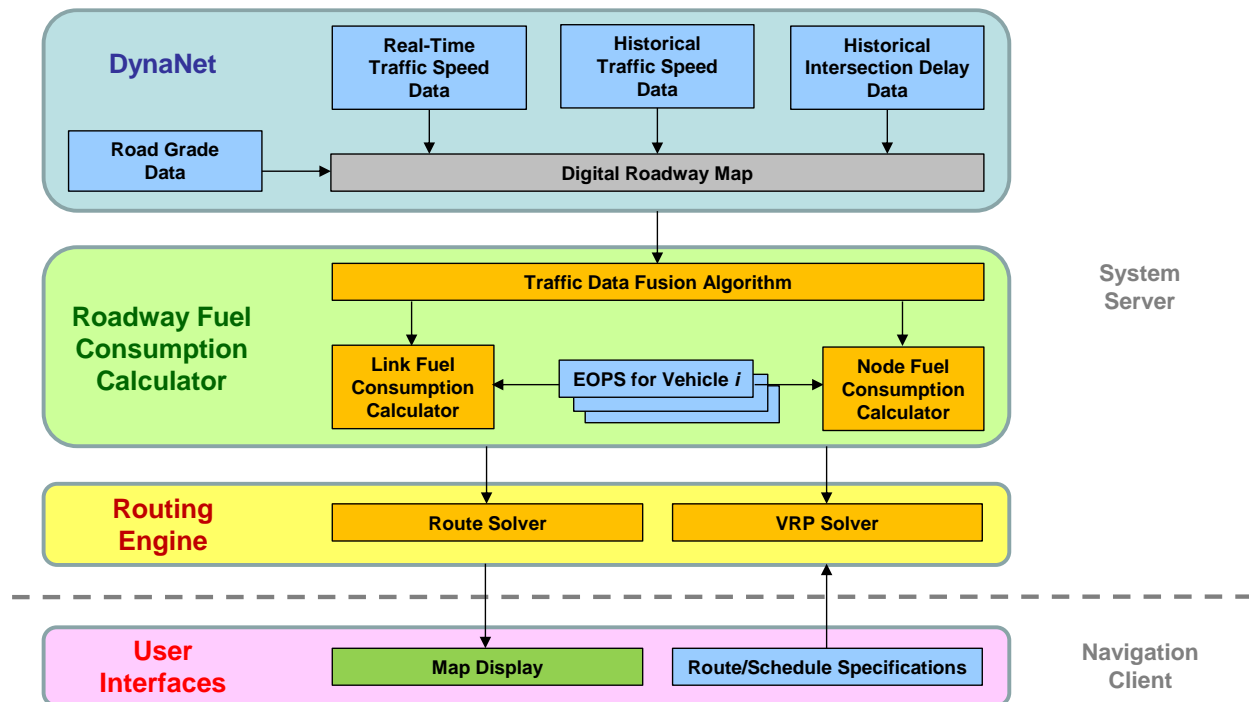 DynaNet
Real-Time
Traffic Speed
Data
Historical
Traffic Speed
Data
Historical
Intersection Delay
Data
Road Grade
Data
Digital Roadway Map
System
Server
Roadway Fuel
Consumption
Calculator
Traffic Data Fusion Algorithm
Link Fuel
Consumption
Calculator
EOPS for Vehicle i
Node Fuel
Consumption
Calculator
Routing
Engine
Route Solver
VRP Solver
User
Interfaces
Map Display
Route/Schedule Specifications
Navigation
Client